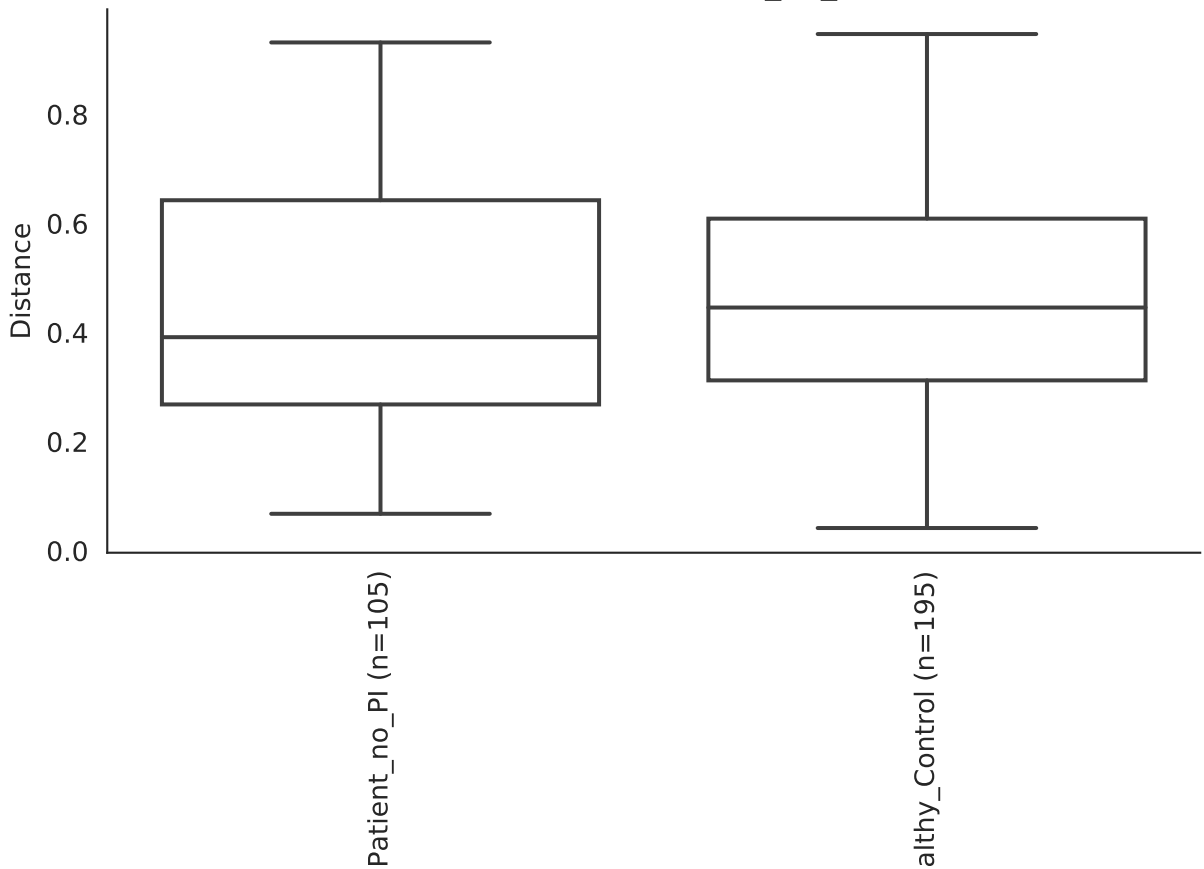 Distance
0.8
0.6
0.4
0.2
0.0
Patient_no_PI (n=105)
althy_Control (n=195)